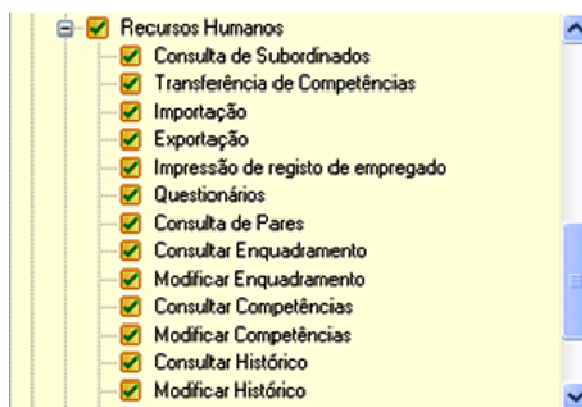 Recursos Humanos
Consulta de Subordinados
Transferência de Competências
Importação
Exportação
Impressão de registo de empregado
Questionários
Consulta de Pares
Consultar Enquadramento
Modificar Enquadramento
Consultar Competências
Modificar Competências
Consultar Histórico
Modificar Histórico